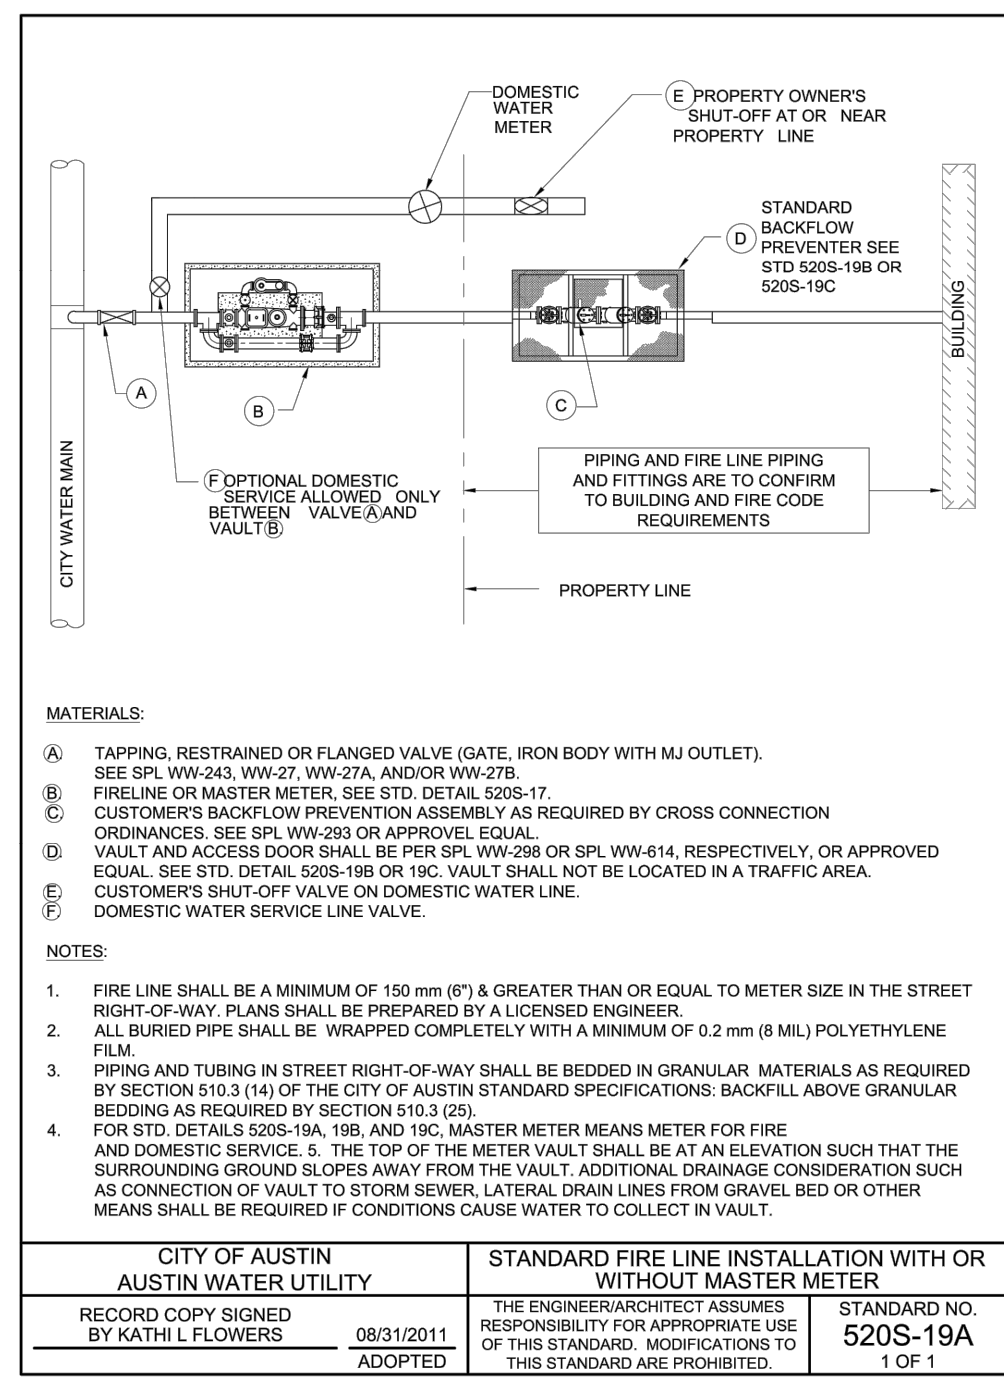 DOMESTIC
WATER
METER
E PROPERTY OWNER'S
SHUT-OFF AT OR NEAR
PROPERTY LINE
STANDARD
BACKFLOW
D PREVENTER SEE
STD 520S-19B OR
520S-19C
BUILDING
A
B
C
F OPTIONAL DOMESTIC
SERVICE ALLOWED ONLY
BETWEEN VALVE A AND
VAULT B
CITY WATER MAIN
PIPING AND FIRE LINE PIPING
AND FITTINGS ARE TO CONFIRM
TO BUILDING AND FIRE CODE
REQUIREMENTS
PROPERTY LINE
MATERIALS:
A. TAPPING, RESTRAINED OR FLANGED VALVE (GATE, IRON BODY WITH MJ OUTLET).
SEE SPL WW-243, WW-27, WW-27A, AND/OR WW-27B.
B. FIRELINE OR MASTER METER, SEE STD. DETAIL 520S-17.
C. CUSTOMER'S BACKFLOW PREVENTION ASSEMBLY AS REQUIRED BY CROSS CONNECTION
ORDINANCES. SEE SPL WW-293 OR APPROVEL EQUAL.
D. VAULT AND ACCESS DOOR SHALL BE PER SPL WW-298 OR SPL WW-614, RESPECTIVELY, OR APPROVED
EQUAL. SEE STD. DETAIL 520S-19B OR 19C. VAULT SHALL NOT BE LOCATED IN A TRAFFIC AREA.
E. CUSTOMER'S SHUT-OFF VALVE ON DOMESTIC WATER LINE.
F. DOMESTIC WATER SERVICE LINE VALVE.
NOTES:
1. FIRE LINE SHALL BE A MINIMUM OF 150 mm (6") & GREATER THAN OR EQUAL TO METER SIZE IN THE STREET
RIGHT-OF-WAY. PLANS SHALL BE PREPARED BY A LICENSED ENGINEER.
2. ALL BURIED PIPE SHALL BE WRAPPED COMPLETELY WITH A MINIMUM OF 0.2 mm (8 MIL) POLYETHYLENE
FILM.
3. PIPING AND TUBING IN STREET RIGHT-OF-WAY SHALL BE BEDDED IN GRANULAR MATERIALS AS REQUIRED
BY SECTION 510.3 (14) OF THE CITY OF AUSTIN STANDARD SPECIFICATIONS: BACKFILL ABOVE GRANULAR
BEDDING AS REQUIRED BY SECTION 510.3 (25).
4. FOR STD. DETAILS 520S-19A, 19B, AND 19C, MASTER METER MEANS METER FOR FIRE
AND DOMESTIC SERVICE. 5. THE TOP OF THE METER VAULT SHALL BE AT AN ELEVATION SUCH THAT THE
SURROUNDING GROUND SLOPES AWAY FROM THE VAULT. ADDITIONAL DRAINAGE CONSIDERATION SUCH
AS CONNECTION OF VAULT TO STORM SEWER, LATERAL DRAIN LINES FROM GRAVEL BED OR OTHER
MEANS SHALL BE REQUIRED IF CONDITIONS CAUSE WATER TO COLLECT IN VAULT.
CITY OF AUSTIN
AUSTIN WATER UTILITY
STANDARD FIRE LINE INSTALLATION WITH OR
WITHOUT MASTER METER
RECORD COPY SIGNED
BY KATHI L FLOWERS
08/31/2011
ADOPTED
THE ENGINEER/ARCHITECT ASSUMES
RESPONSIBILITY FOR APPROPRIATE USE
OF THIS STANDARD. MODIFICATIONS TO
THIS STANDARD ARE PROHIBITED.
STANDARD NO.
520S-19A
1 OF 1